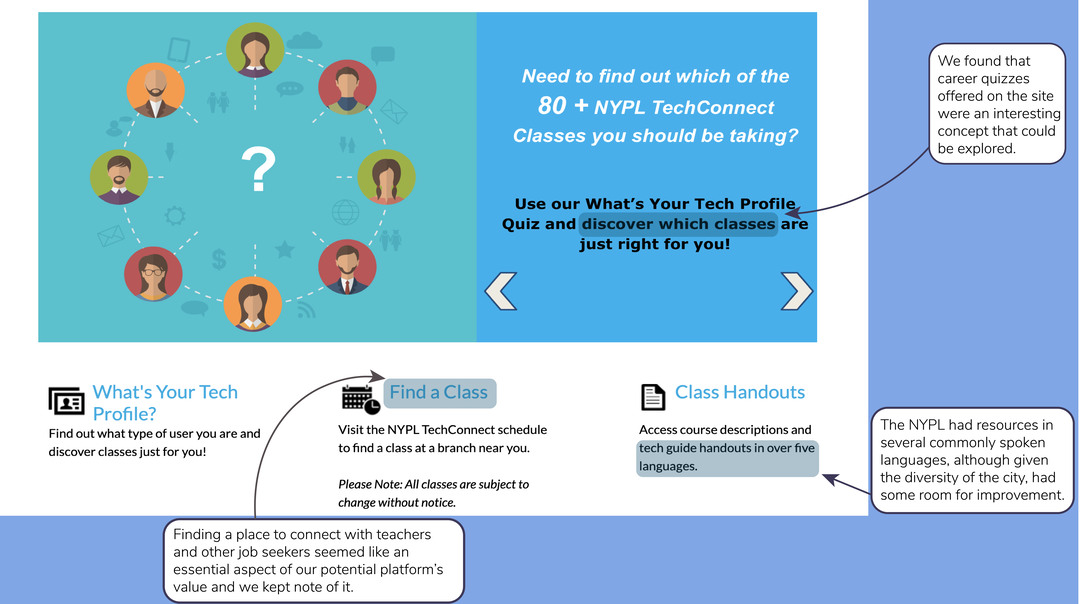 ?
Need to find out which of the
80 + NYPL TechConnect
Classes you should be taking?
Use our What's Your Tech Profile
Quiz and discover which classes are
just right for you!
We found that
career quizzes
offered on the site
were an interesting
concept that could
be explored.
What's Your Tech
Profile?
Find out what type of user you are and
discover classes just for you!
Find a Class
Visit the NYPL TechConnect schedule
to find a class at a branch near you.
Please Note: All classes are subject to
change without notice.
Class Handouts
Access course descriptions and
tech guide handouts in over five
languages.
The NYPL had resources in
several commonly spoken
languages, although given
the diversity of the city, had
some room for improvement.
Finding a place to connect with teachers
and other job seekers seemed like an
essential aspect of our potential platform's
value and we kept note of it.